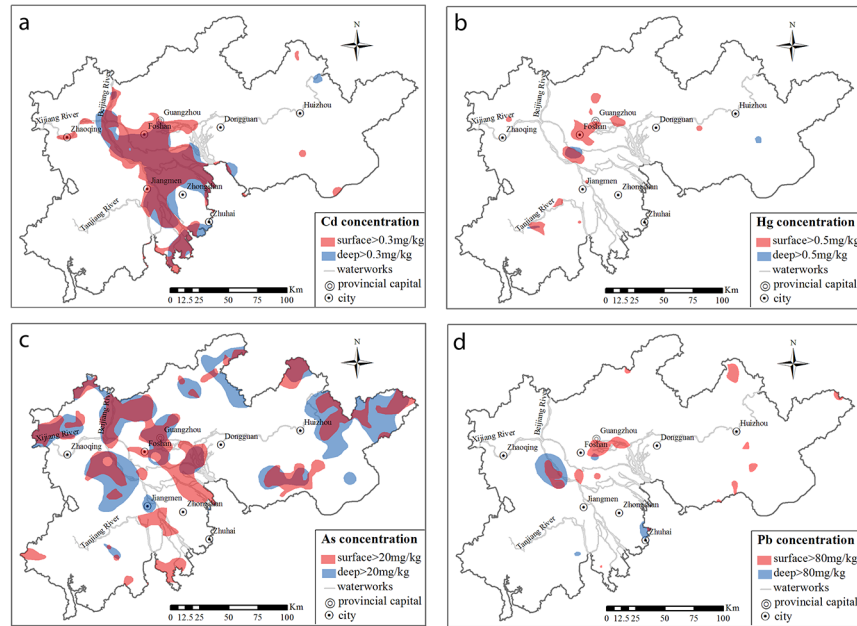 a
N
Beijiang River
Xijiang River
Guangzhou
Zhaoqing
Foshan
Dongguan
Huizhou
Jiangmen
Zhongshan
Tanjiang River
Zhuhai
Cd concentration
surface>0.3mg/kg
deep>0.3mg/kg
waterworks
provincial capital
city
Km
0 12.5 25 50 75 100
b
N
Beijiang River
Xijiang River
Guangzhou
Zhaoqing
Foshan
Dongguan
Huizhou
Jiangmen
Zhongshan
Tanjiang River
Zhuhai
Hg concentration
surface>0.5mg/kg
deep>0.5mg/kg
waterworks
provincial capital
city
Km
0 12.5 25 50 75 100
c
N
Beijiang River
Xijiang River
Guangzhou
Zhaoqing
Foshan
Dongguan
Huizhou
Jiangmen
Zhongshan
Tanjiang River
Zhuhai
As concentration
surface>20mg/kg
deep>20mg/kg
waterworks
provincial capital
city
Km
0 12.5 25 50 75 100
d
N
Beijiang River
Xijiang River
Guangzhou
Zhaoqing
Foshan
Dongguan
Huizhou
Jiangmen
Zhongshan
Tanjiang River
Zhuhai
Pb concentration
surface>80mg/kg
deep>80mg/kg
waterworks
provincial capital
city
Km
0 12.5 25 50 75 100